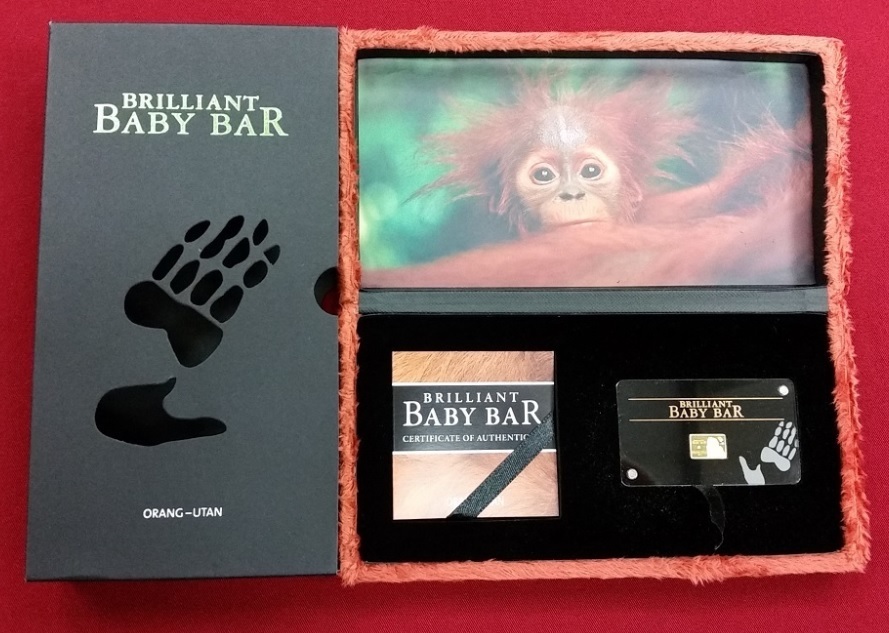 BRILLIANT
BABY BAR
ORANG-UTAN
BRILLIANT
BABY BAR
CERTIFICATE OF AUTHENTIC
BRILLIANT
BABY BAR